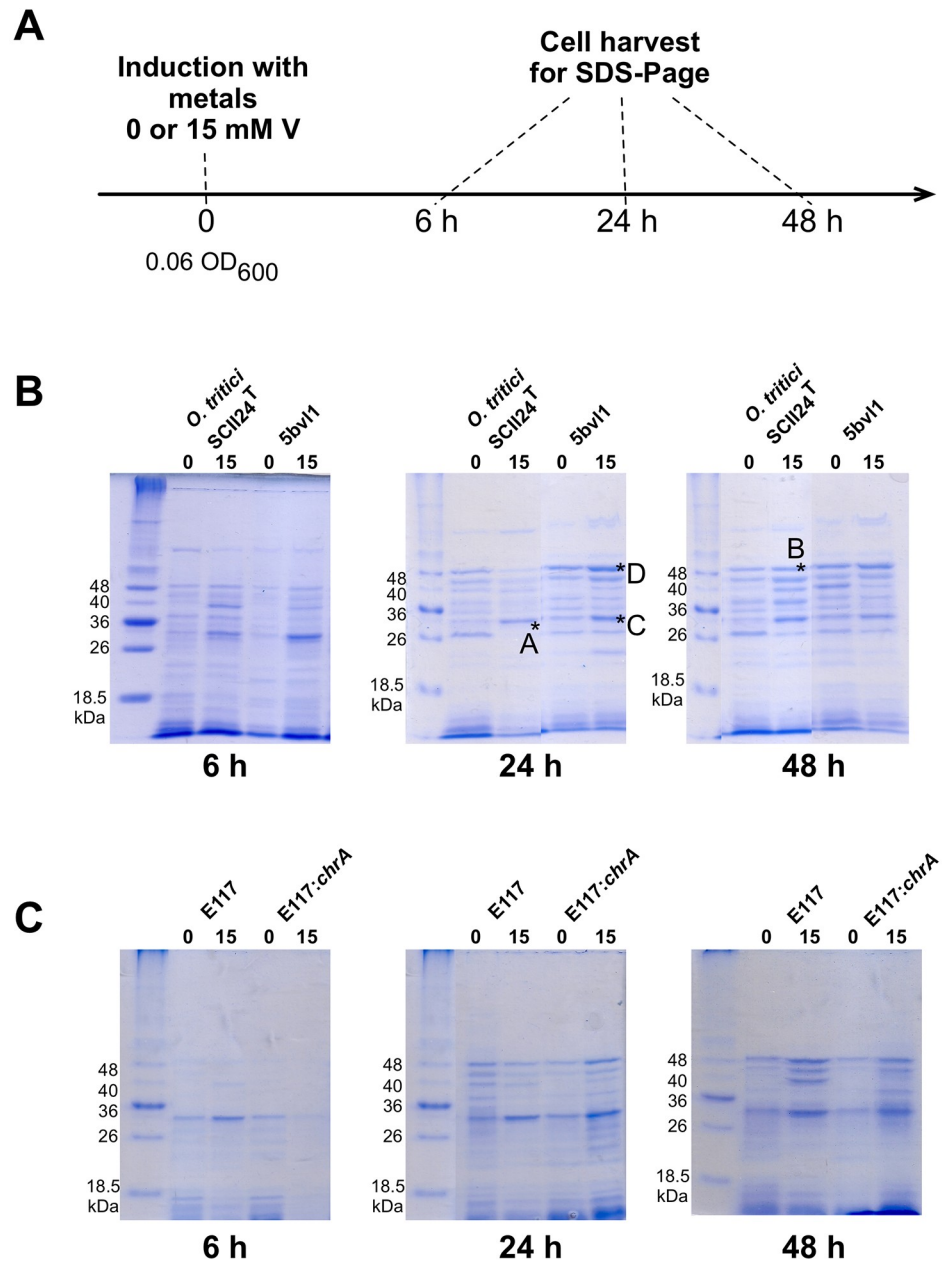 A
Induction with
metals
0 or 15 mM V
Cell harvest
for SDS-Page
0
6 h
24 h
48 h
0.06 OD600
B
O. tritici
SCII24T
5bvl1
0 15 0 15
48
40
36
26
18.5
kDa
6 h
O. tritici
SCII24T
5bvl1
0 15 0 15
48
40
36
26
18.5
kDa
* D
* C
*
A
24 h
O. tritici
SCII24T
5bvl1
0 15 0 15
B
*
48
40
36
26
18.5
kDa
48 h
C
E117
E117:chrA
0 15 0 15
48
40
36
26
18.5
kDa
6 h
E117
E117:chrA
0 15 0 15
48
40
36
26
18.5
kDa
24 h
E117
E117:chrA
0 15 0 15
48
40
36
26
18.5
kDa
48 h